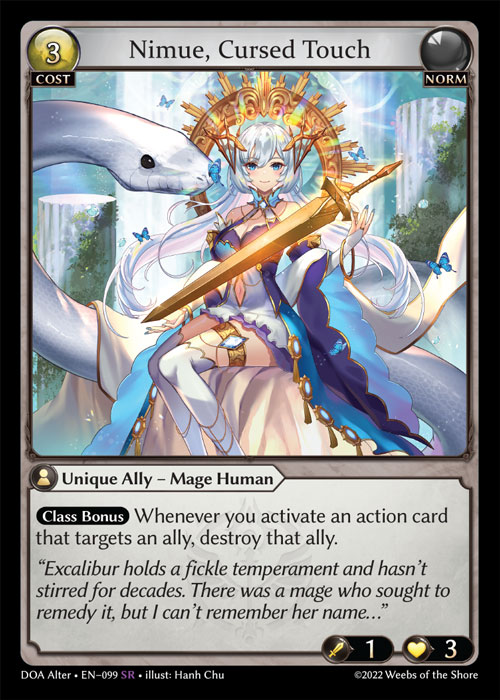 3
Nimue, Cursed Touch
COST
NORM
Unique Ally – Mage Human
Class Bonus Whenever you activate an action card
that targets an ally, destroy that ally.
“Excalibur holds a fickle temperament and hasn’t
stirred for decades. There was a mage who sought to
remedy it, but I can’t remember her name…”
1
3
DOA Alter • EN–099 SR • illust: Hanh Chu
©2022 Weebs of the Shore